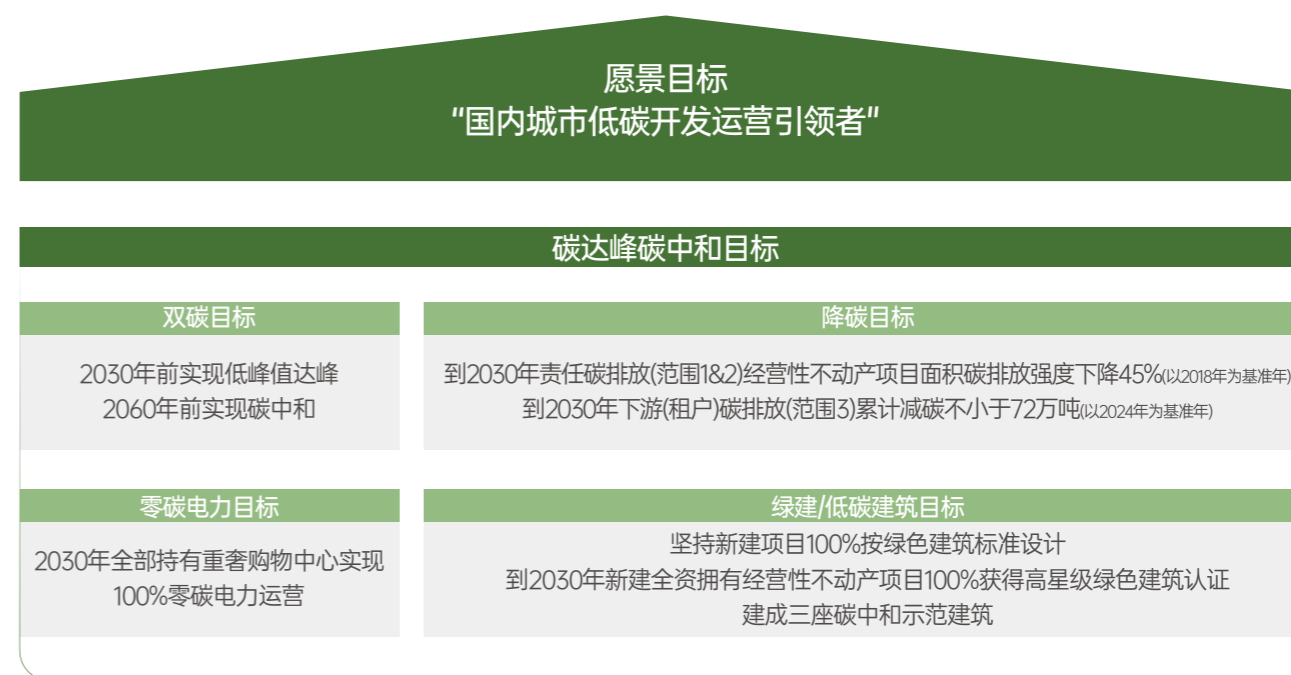 愿景目标
“国内城市低碳开发运营引领者”
碳达峰碳中和目标
双碳目标
2030年前实现低峰值达峰
2060年前实现碳中和
降碳目标
到2030年责任碳排放(范围1&2)经营性不动产项目面积碳排放强度下降45%(以2018年为基准年)
到2030年下游(租户)碳排放(范围3)累计减碳不小于72万吨(以2024年为基准年)
零碳电力目标
2030年全部持有重奢购物中心实现
100%零碳电力运营
绿建/低碳建筑目标
坚持新建项目100%按绿色建筑标准设计
到2030年新建全资拥有经营性不动产项目100%获得高星级绿色建筑认证
建成三座碳中和示范建筑